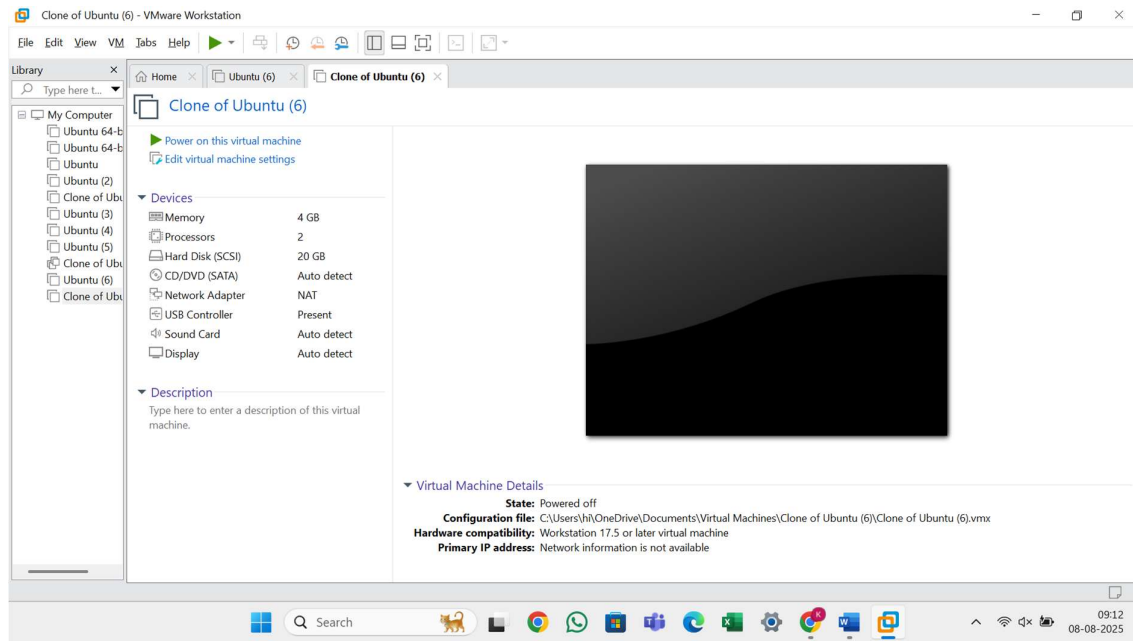 Clone of Ubuntu (6) - VMware Workstation
File Edit View VM Tabs Help
Library
Type here t...
My Computer
Ubuntu 64-b
Ubuntu 64-b
Ubuntu
Ubuntu (2)
Clone of Ubu
Ubuntu (3)
Ubuntu (4)
Ubuntu (5)
Clone of Ubu
Ubuntu (6)
Clone of Ubu
Home Ubuntu (6) Clone of Ubuntu (6)
Clone of Ubuntu (6)
Power on this virtual machine
Edit virtual machine settings
Devices
Memory 4 GB
Processors 2
Hard Disk (SCSI) 20 GB
CD/DVD (SATA) Auto detect
Network Adapter NAT
USB Controller Present
Sound Card Auto detect
Display Auto detect
Description
Type here to enter a description of this virtual
machine.
Virtual Machine Details
State: Powered off
Configuration file: C:\Users\hi\OneDrive\Documents\Virtual Machines\Clone of Ubuntu (6)\Clone of Ubuntu (6).vmx
Hardware compatibility: Workstation 17.5 or later virtual machine
Primary IP address: Network information is not available
Search
K
09:12
08-08-2025